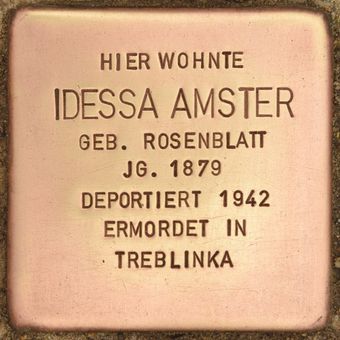 HIER WOHNTE
IDESSA AMSTER
GEB. ROSENBLATT
JG. 1879
DEPORTIERT 1942
ERMORDET IN
TREBLINKA